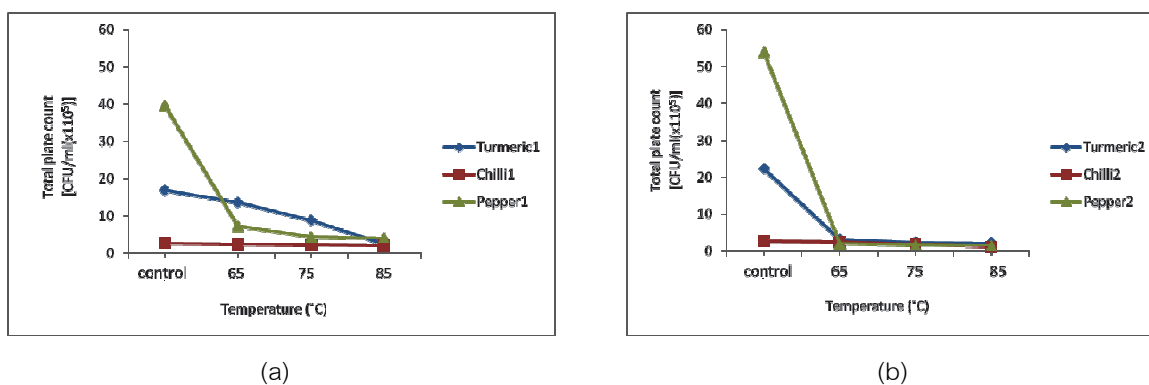 60
50
40
30
20
10
0
Total plate count
[CFU/ml(x110⁵)]
control 65 75 85
Temperature (°C)
Turmeric1
Chilli1
Pepper1
(a)
60
50
40
30
20
10
0
Total plate count
[CFU/ml(x110⁵)]
control 65 75 85
Temperature (°C)
Turmeric2
Chilli2
Pepper2
(b)